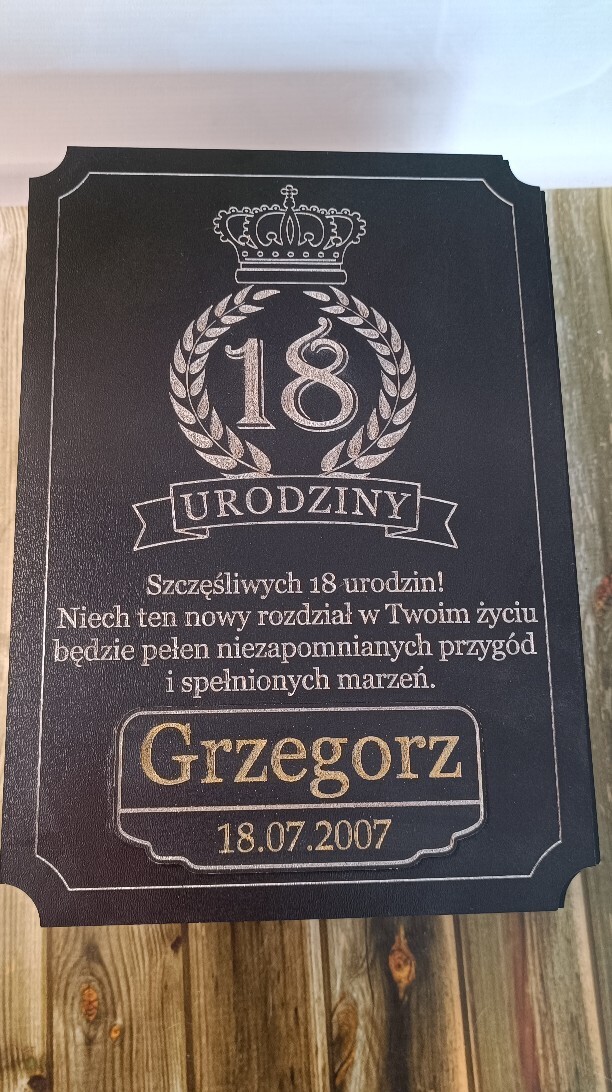 18
URODZINY
Szczęśliwych 18 urodzin!
Niech ten nowy rozdział w Twoim życiu
będzie pełen niezapomnianych przygód
i spełnionych marzeń.
Grzegorz
18.07.2007